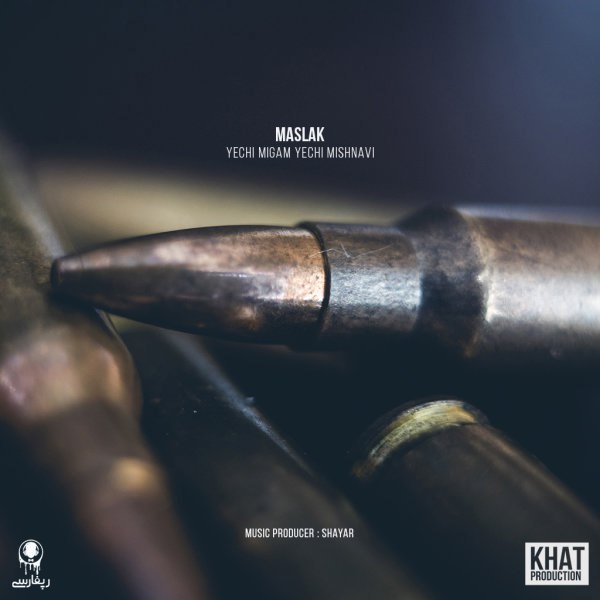 MASLAK
YECHI MIGAM YECHI MISHNAVI
MUSIC PRODUCER : SHAYAR
رپفارسی
KHAT
PRODUCTION